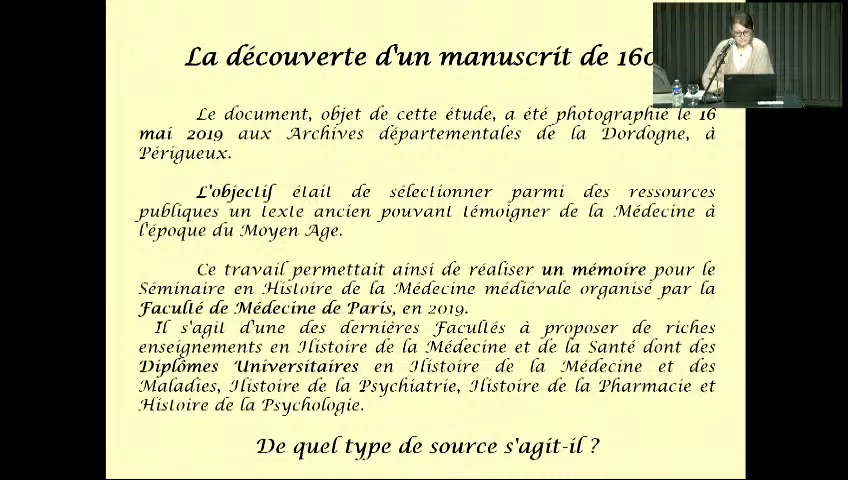 La découverte d'un manuscrit de 160
Le document, objet de cette étude, a été photographié le 16
mai 2019 aux Archives départementales de la Dordogne, à
Périgueux.
L'objectif était de sélectionner parmi des ressources
publiques un texte ancien pouvant témoigner de la Médecine à
l'époque du Moyen Age.
Ce travail permettait ainsi de réaliser un mémoire pour le
Séminaire en Histoire de la Médecine médiévale organisé par la
Faculté de Médecine de Paris, en 2019.
Il s'agit d'une des dernières Facultés à proposer de riches
enseignements en Histoire de la Médecine et de la Santé dont des
Diplômes Universitaires en Histoire de la Médecine et des
Maladies, Histoire de la Psychiatrie, Histoire de la Pharmacie et
Histoire de la Psychologie.
De quel type de source s'agit-il ?